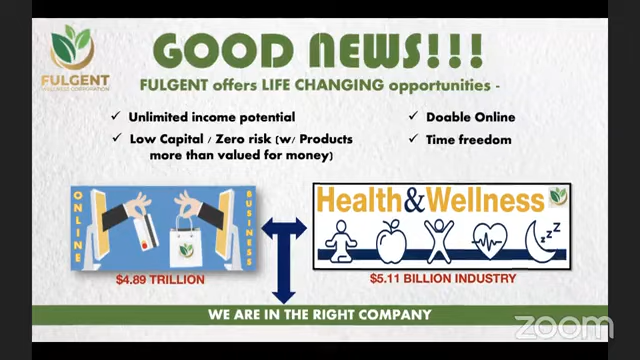 GOOD NEWS!!!
FULGENT
FULGENT offers LIFE CHANGING opportunities -
✓ Unlimited income potential
✓ Low Capital / Zero risk (w/ Products
more than valued for money)
✓ Doable Online
✓ Time freedom
ONLINE
BUSINESS
$4.89 TRILLION
Health&Wellness
zzZ
$5.11 BILLION INDUSTRY
WE ARE IN THE RIGHT COMPANY
zoom